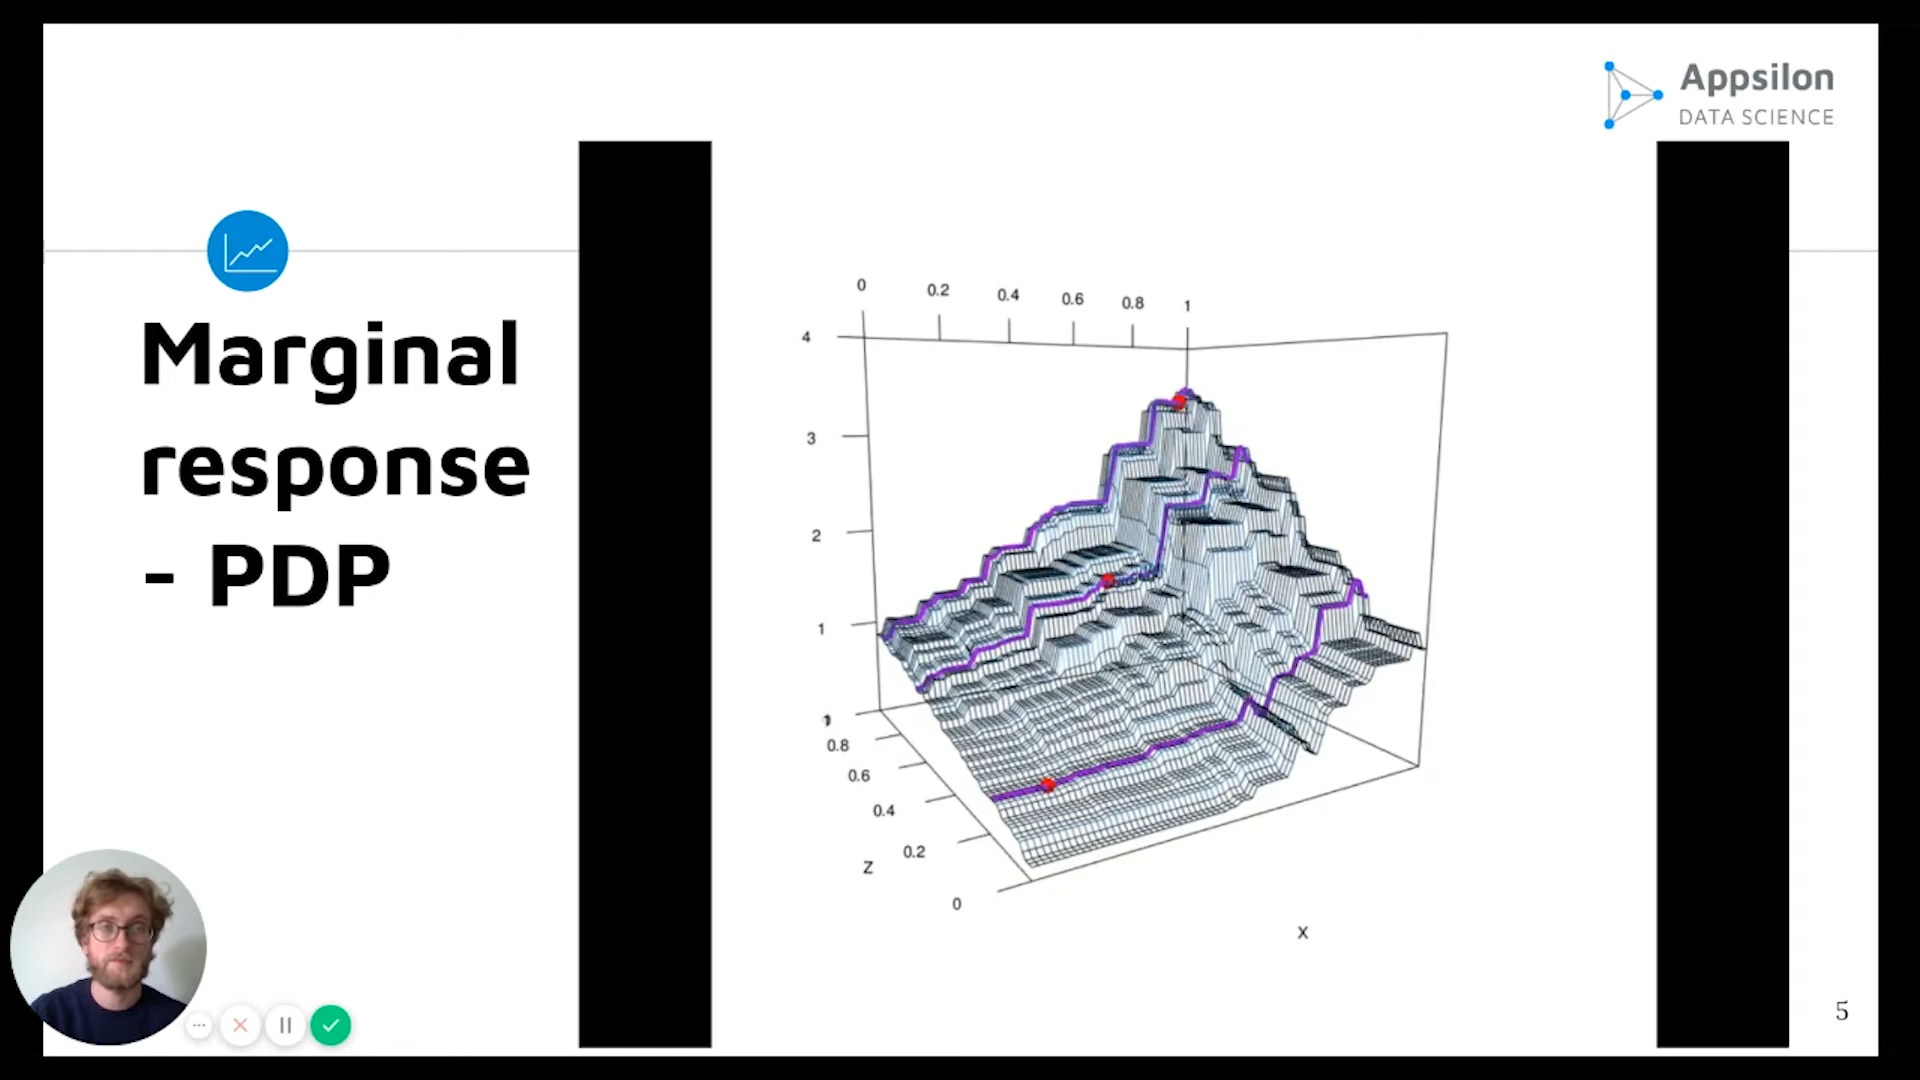 Appsilon
DATA SCIENCE
Marginal
response
- PDP
0
0.2
0.4
0.6
0.8
1
4
3
2
1
0.8
0.6
0.4
0.2
0
Z
X
5